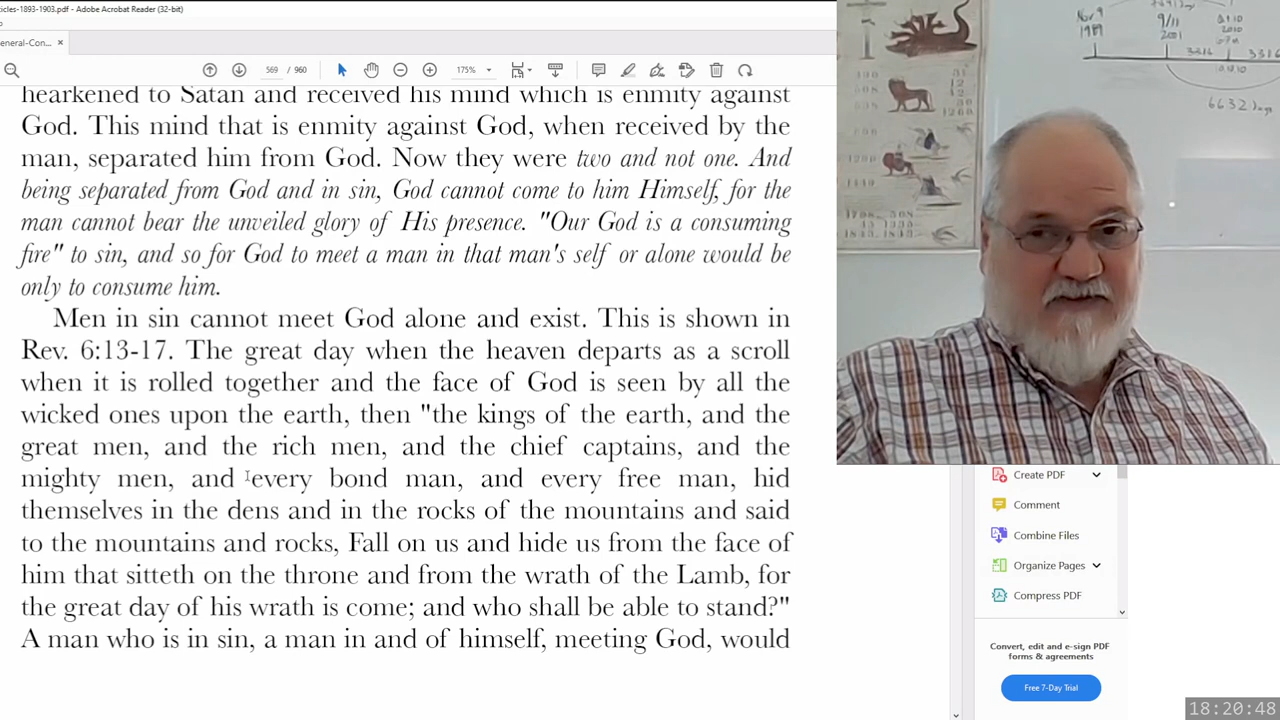 icles-1893-1903.pdf - Adobe Acrobat Reader (32-bit)
eneral-Con... ×
569 / 960
175%
hearkened to Satan and received his mind which is enmity against
God. This mind that is enmity against God, when received by the
man, separated him from God. Now they were two and not one. And
being separated from God and in sin, God cannot come to him Himself, for the
man cannot bear the unveiled glory of His presence. "Our God is a consuming
fire" to sin, and so for God to meet a man in that man's self or alone would be
only to consume him.
Men in sin cannot meet God alone and exist. This is shown in
Rev. 6:13-17. The great day when the heaven departs as a scroll
when it is rolled together and the face of God is seen by all the
wicked ones upon the earth, then "the kings of the earth, and the
great men, and the rich men, and the chief captains, and the
mighty men, and every bond man, and every free man, hid
themselves in the dens and in the rocks of the mountains and said
to the mountains and rocks, Fall on us and hide us from the face of
him that sitteth on the throne and from the wrath of the Lamb, for
the great day of his wrath is come; and who shall be able to stand?"
A man who is in sin, a man in and of himself, meeting God, would
Nov 9
1989
9/11
2001
2010
3316
3316
6632 days
Create PDF
Comment
Combine Files
Organize Pages
Compress PDF
Convert, edit and e-sign PDF
forms & agreements
Free 7-Day Trial
18:20:48